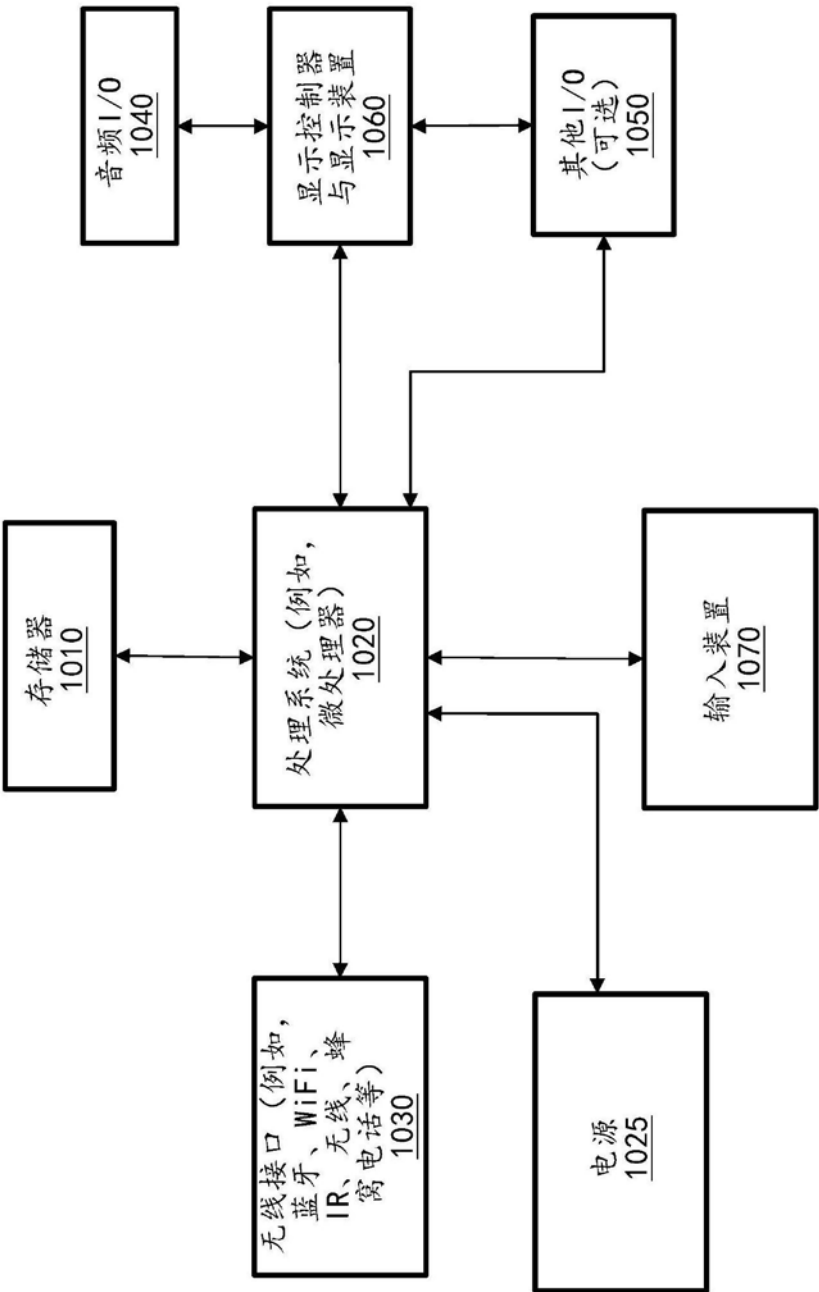 存储器
1010
无线接口 (例如,
蓝牙、WiFi、
IR、无线、蜂
窝电话等)
1030
处理系统 (例如,
微处理器)
1020
显示控制器
与显示装置
1060
音频I/O
1040
电源
1025
输入装置
1070
其他I/O
(可选)
1050